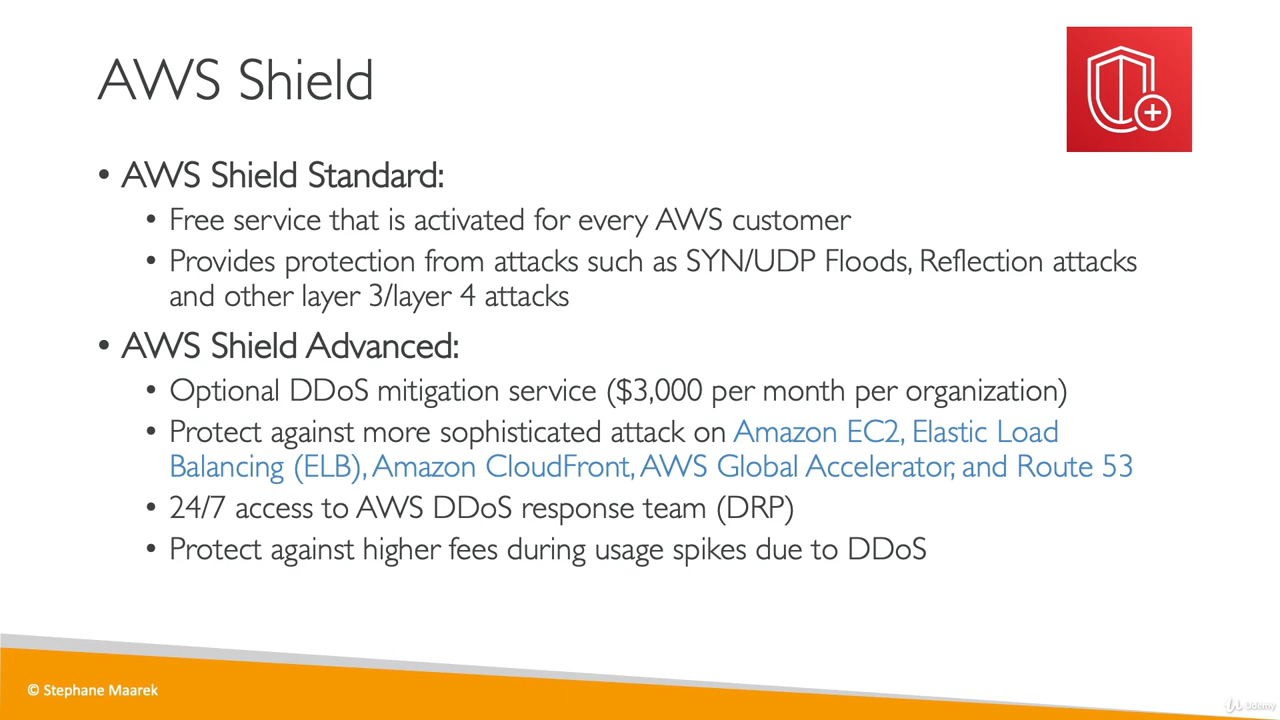 AWS Shield
• AWS Shield Standard:
• Free service that is activated for every AWS customer
• Provides protection from attacks such as SYN/UDP Floods, Reflection attacks
and other layer 3/layer 4 attacks
• AWS Shield Advanced:
• Optional DDoS mitigation service ($3,000 per month per organization)
• Protect against more sophisticated attack on Amazon EC2, Elastic Load
Balancing (ELB), Amazon CloudFront, AWS Global Accelerator, and Route 53
• 24/7 access to AWS DDoS response team (DRP)
• Protect against higher fees during usage spikes due to DDoS
© Stephane Maarek
Udemy